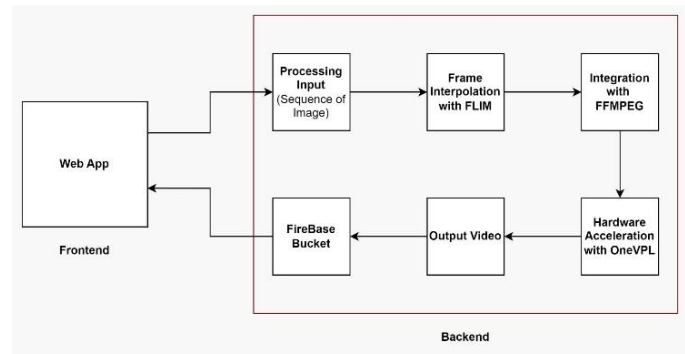 Processing
Input
(Sequence of
Image)
Frame
Interpolation
with FLIM
Integration
with
FFMPEG
Web App
Frontend
FireBase
Bucket
Output Video
Hardware
Acceleration
with OneVPL
Backend